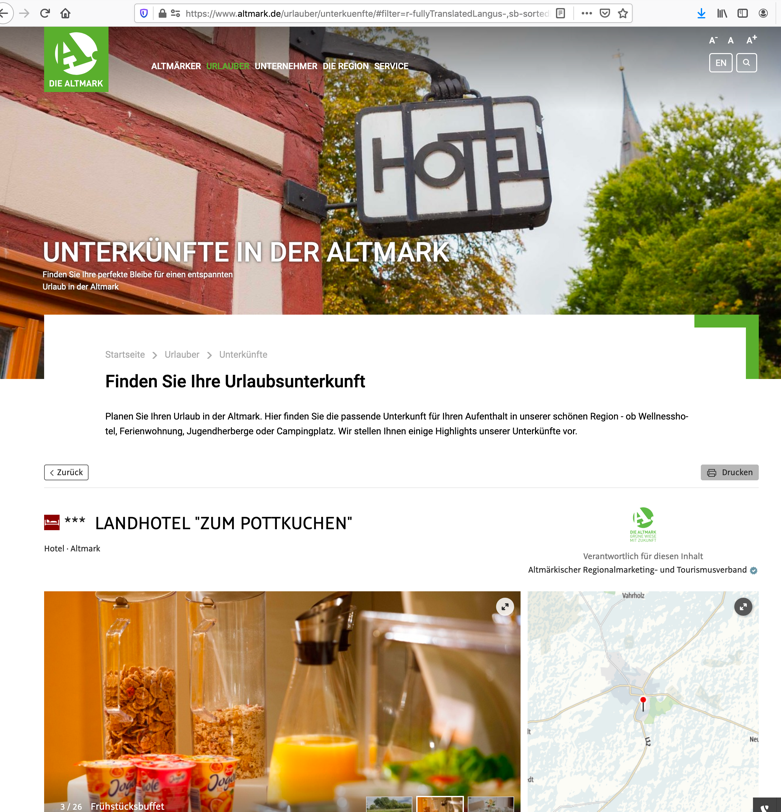 https://www.altmark.de/urlauber/unterkuenfte/#filter=r-fullyTranslatedLangus-,sb-sorted
DIE ALTMARK
ALTMÄRKER URLAUBER UNTERNEHMER DIE REGION SERVICE
A- A A+
EN
HOTEL
UNTERKÜNFTE IN DER ALTMARK
Finden Sie Ihre perfekte Bleibe für einen entspannten
Urlaub in der Altmark
Startseite > Urlauber > Unterkünfte
Finden Sie Ihre Urlaubsunterkunft
Planen Sie Ihren Urlaub in der Altmark. Hier finden Sie die passende Unterkunft für Ihren Aufenthalt in unserer schönen Region - ob Wellnessho-
tel, Ferienwohnung, Jugendherberge oder Campingplatz. Wir stellen Ihnen einige Highlights unserer Unterkünfte vor.
< Zurück
Drucken
*** LANDHOTEL "ZUM POTTKUCHEN"
Hotel · Altmark
DIE ALTMARK
GRÜNE WIESE
MIT ZUKUNFT
Verantwortlich für diesen Inhalt
Altmärkischer Regionalmarketing- und Tourismusverband
Vahrholz
3 / 26 Frühstücksbuffet